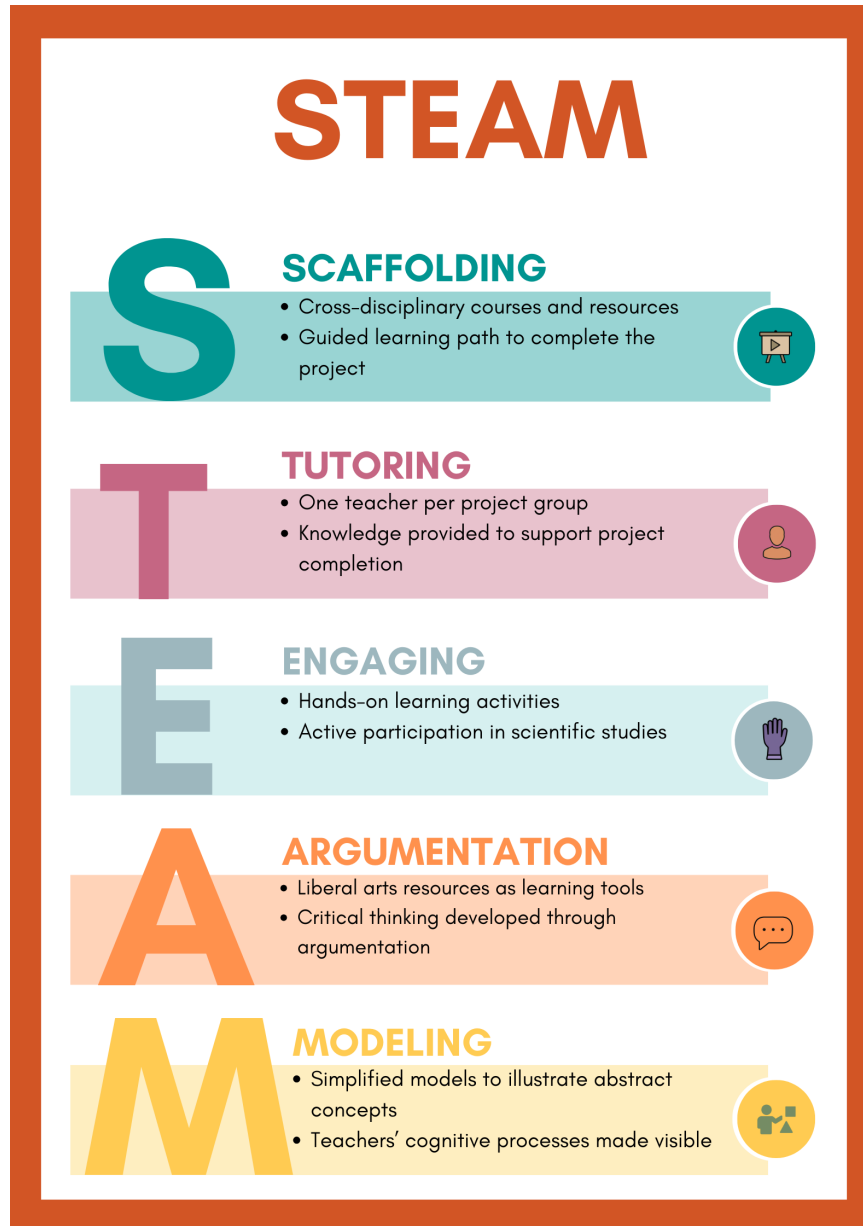 STEAM
S
SCAFFOLDING
• Cross-disciplinary courses and resources
• Guided learning path to complete the
project
T
TUTORING
• One teacher per project group
• Knowledge provided to support project
completion
E
ENGAGING
• Hands-on learning activities
• Active participation in scientific studies
A
ARGUMENTATION
• Liberal arts resources as learning tools
• Critical thinking developed through
argumentation
M
MODELING
• Simplified models to illustrate abstract
concepts
• Teachers’ cognitive processes made visible